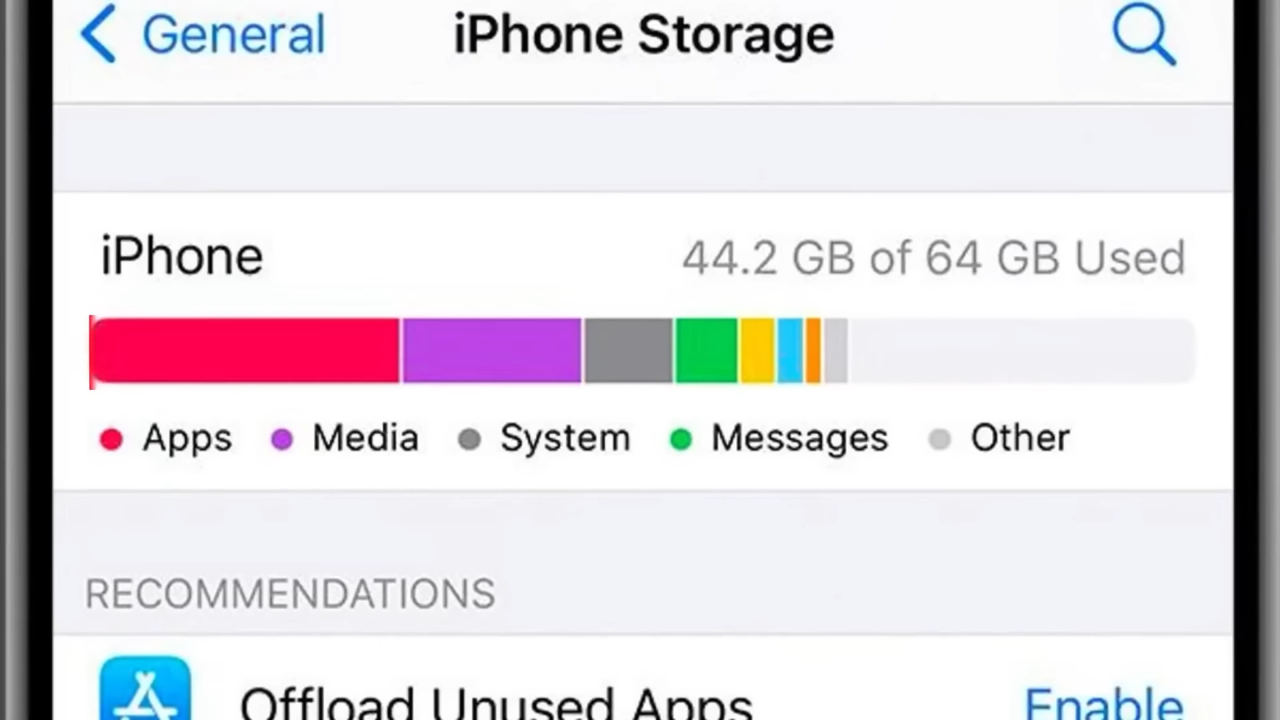 General iPhone Storage
iPhone 44.2 GB of 64 GB Used
Apps Media System Messages Other
RECOMMENDATIONS
Offload Unused Apps Enable